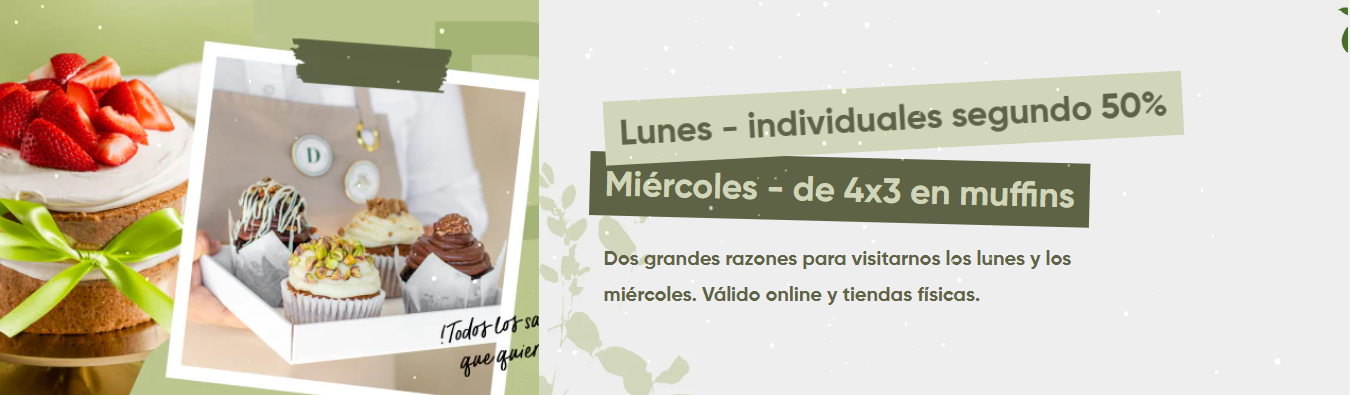 D
!Todos los
que
Lunes - individuales segundo 50%
Miércoles - de 4x3 en muffins
Dos grandes razones para visitarnos los lunes y los
miércoles. Válido online y tiendas físicas.